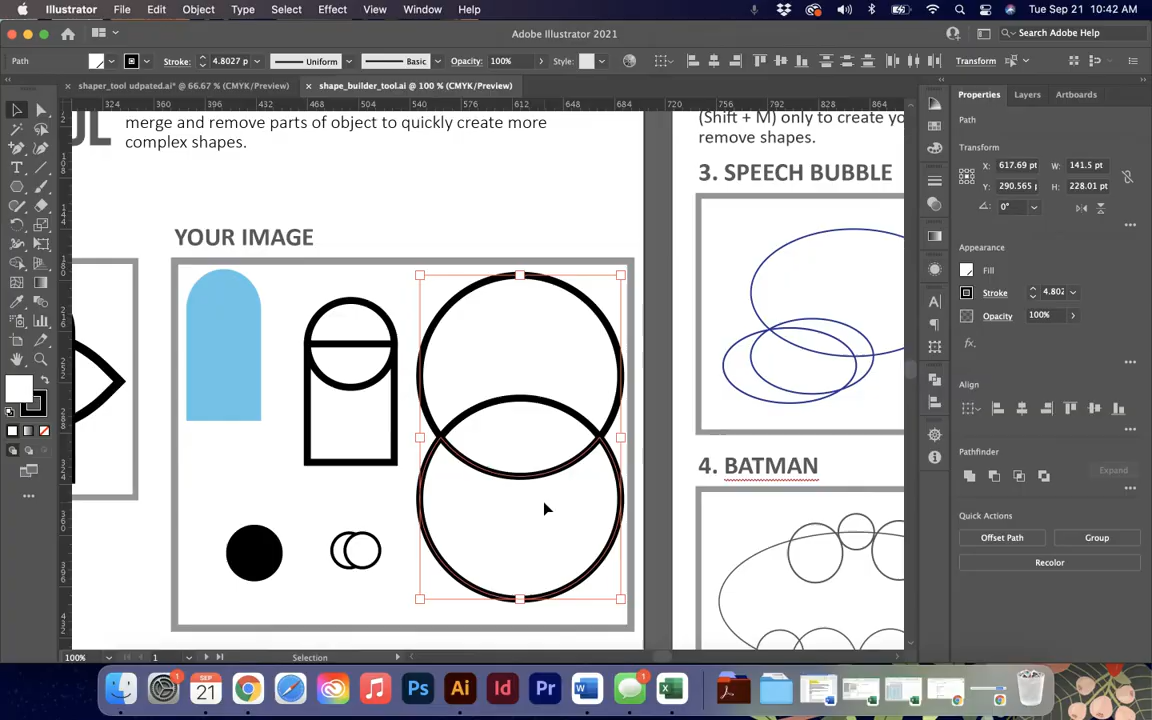 Illustrator File Edit Object Type Select Effect View Window Help Tue Sep 21 10:42 AM
Adobe Illustrator 2021
Search Adobe Help
Path Stroke: 4.8027 p Uniform Basic Opacity: 100% Style: Transform
× shaper_tool udpated.ai* @ 66.67 % (CMYK/Preview) × shape_builder_tool.ai @ 100 % (CMYK/Preview)
324 396 432 468 504 540 576 612 648 684 720 756 792 828 864
merge and remove parts of object to quickly create more
complex shapes.
(Shift + M) only to create yo
remove shapes.
3. SPEECH BUBBLE
YOUR IMAGE
4. BATMAN
Properties Layers Artboards
Path
Transform
X: 617.69 pt W: 141.5 pt
Y: 290.565 H: 228.01 pt
0°
Appearance
Fill
Stroke 4.802
Opacity 100%
fx.
Align
Pathfinder
Expand
Quick Actions
Offset Path Group
Recolor
100% 1 Selection
SEP
21
Ps Ai Id Pr W X